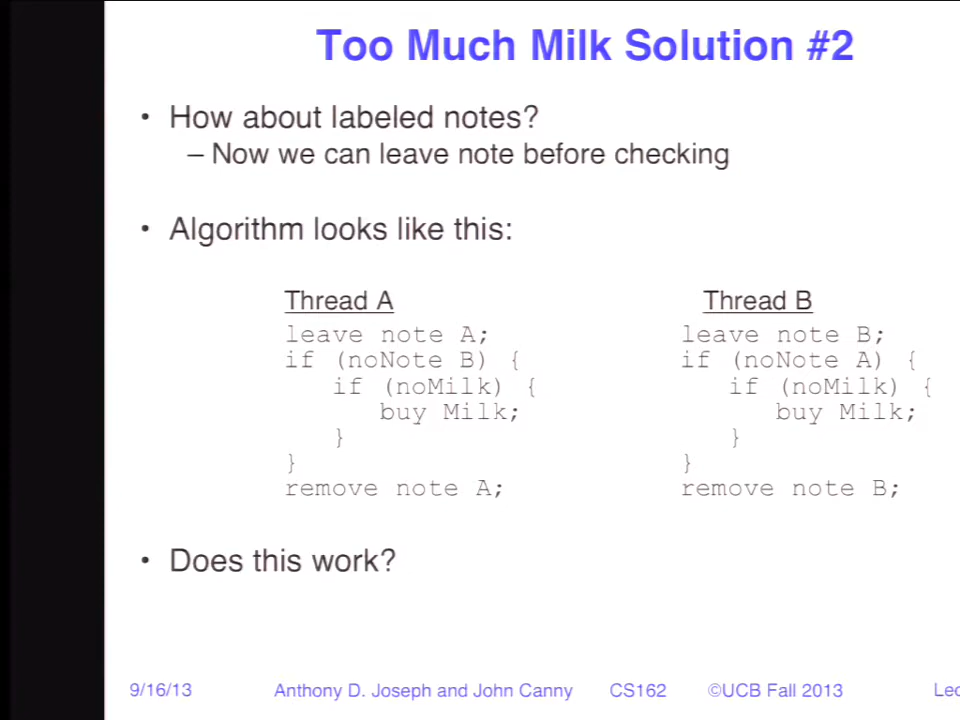 Too Much Milk Solution #2
• How about labeled notes?
– Now we can leave note before checking
• Algorithm looks like this:
Thread A
leave note A;
if (noNote B) {
if (noMilk) {
buy Milk;
}
}
remove note A;
Thread B
leave note B;
if (noNote A) {
if (noMilk) {
buy Milk;
}
}
remove note B;
• Does this work?
9/16/13 Anthony D. Joseph and John Canny CS162 ©UCB Fall 2013